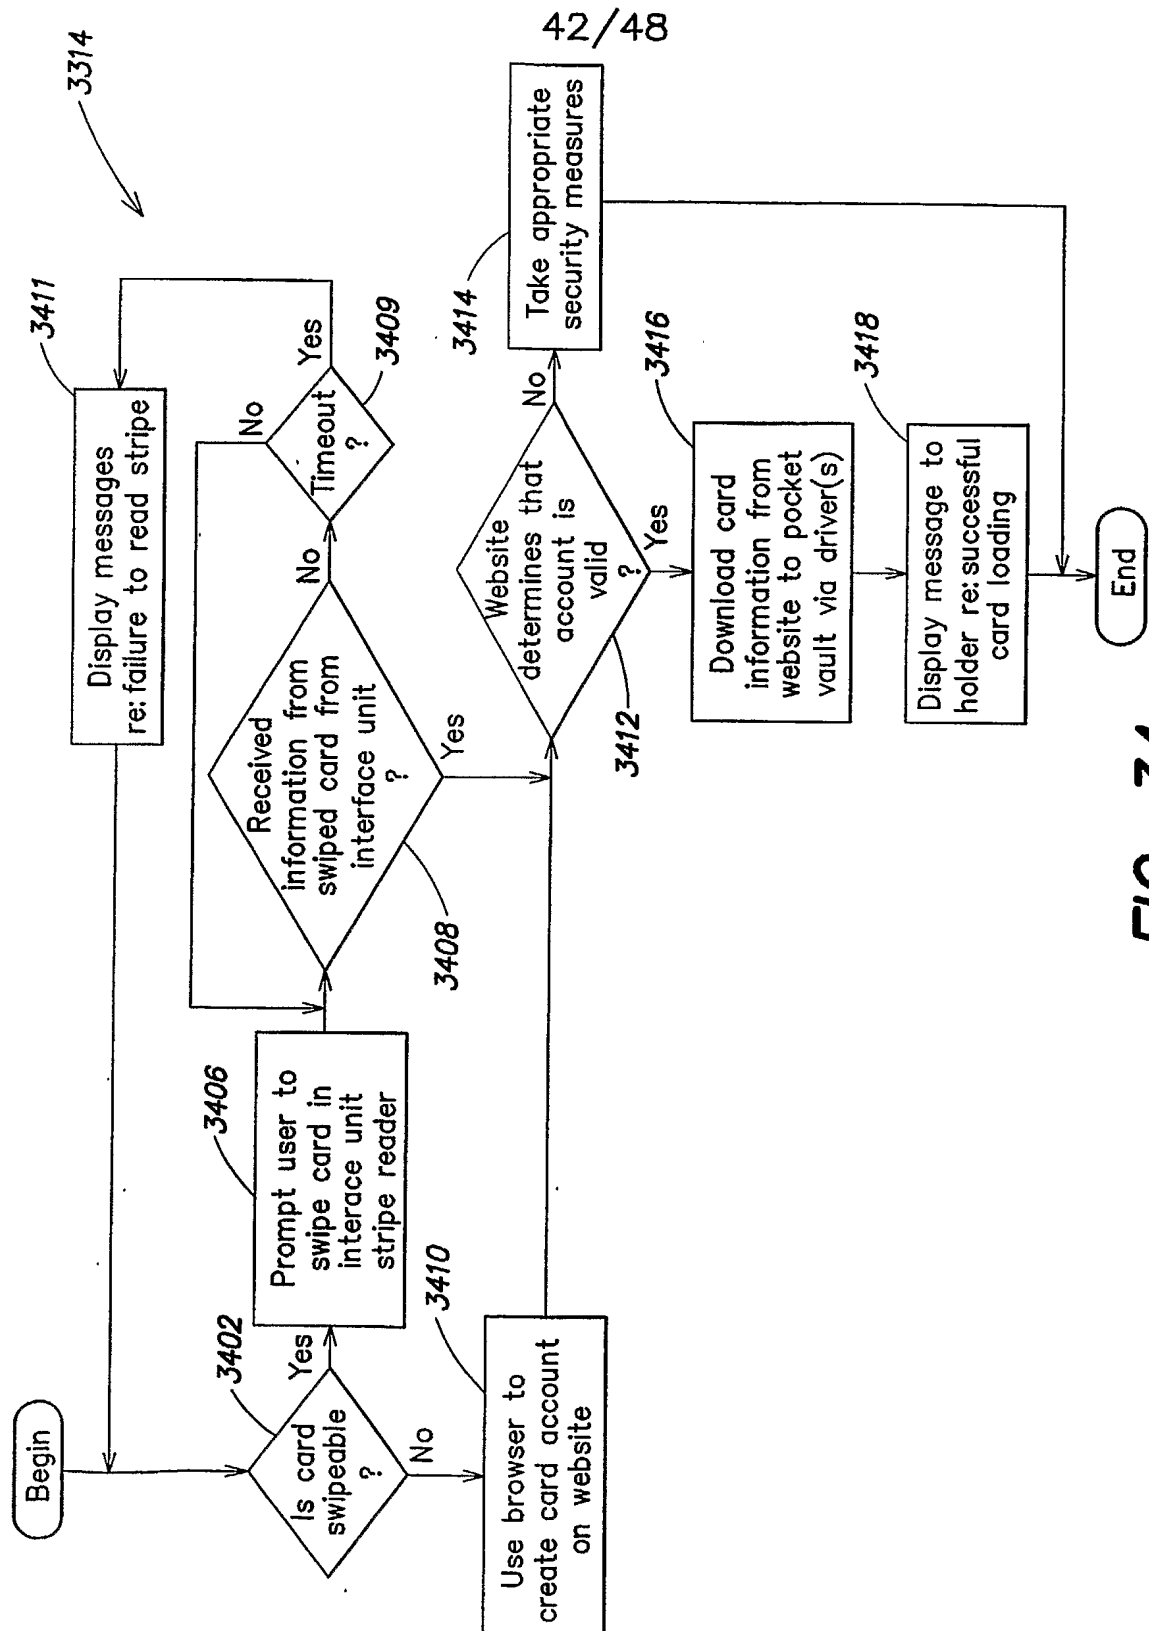 42/48
3314
Begin
3402
Is card
swipeable
?
Yes
No
3406
Prompt user to
swipe card in
interace unit
stripe reader
3408
Received
information from
swiped card from
interface unit
?
No
Yes
3409
Timeout
?
No
Yes
3411
Display messages
re: failure to read stripe
3410
Use browser to
create card account
on website
3412
Website
determines that
account is
valid
?
No
Yes
3414
Take appropriate
security measures
3416
Download card
information from
website to pocket
vault via driver(s)
3418
Display message to
holder re: successful
card loading
End